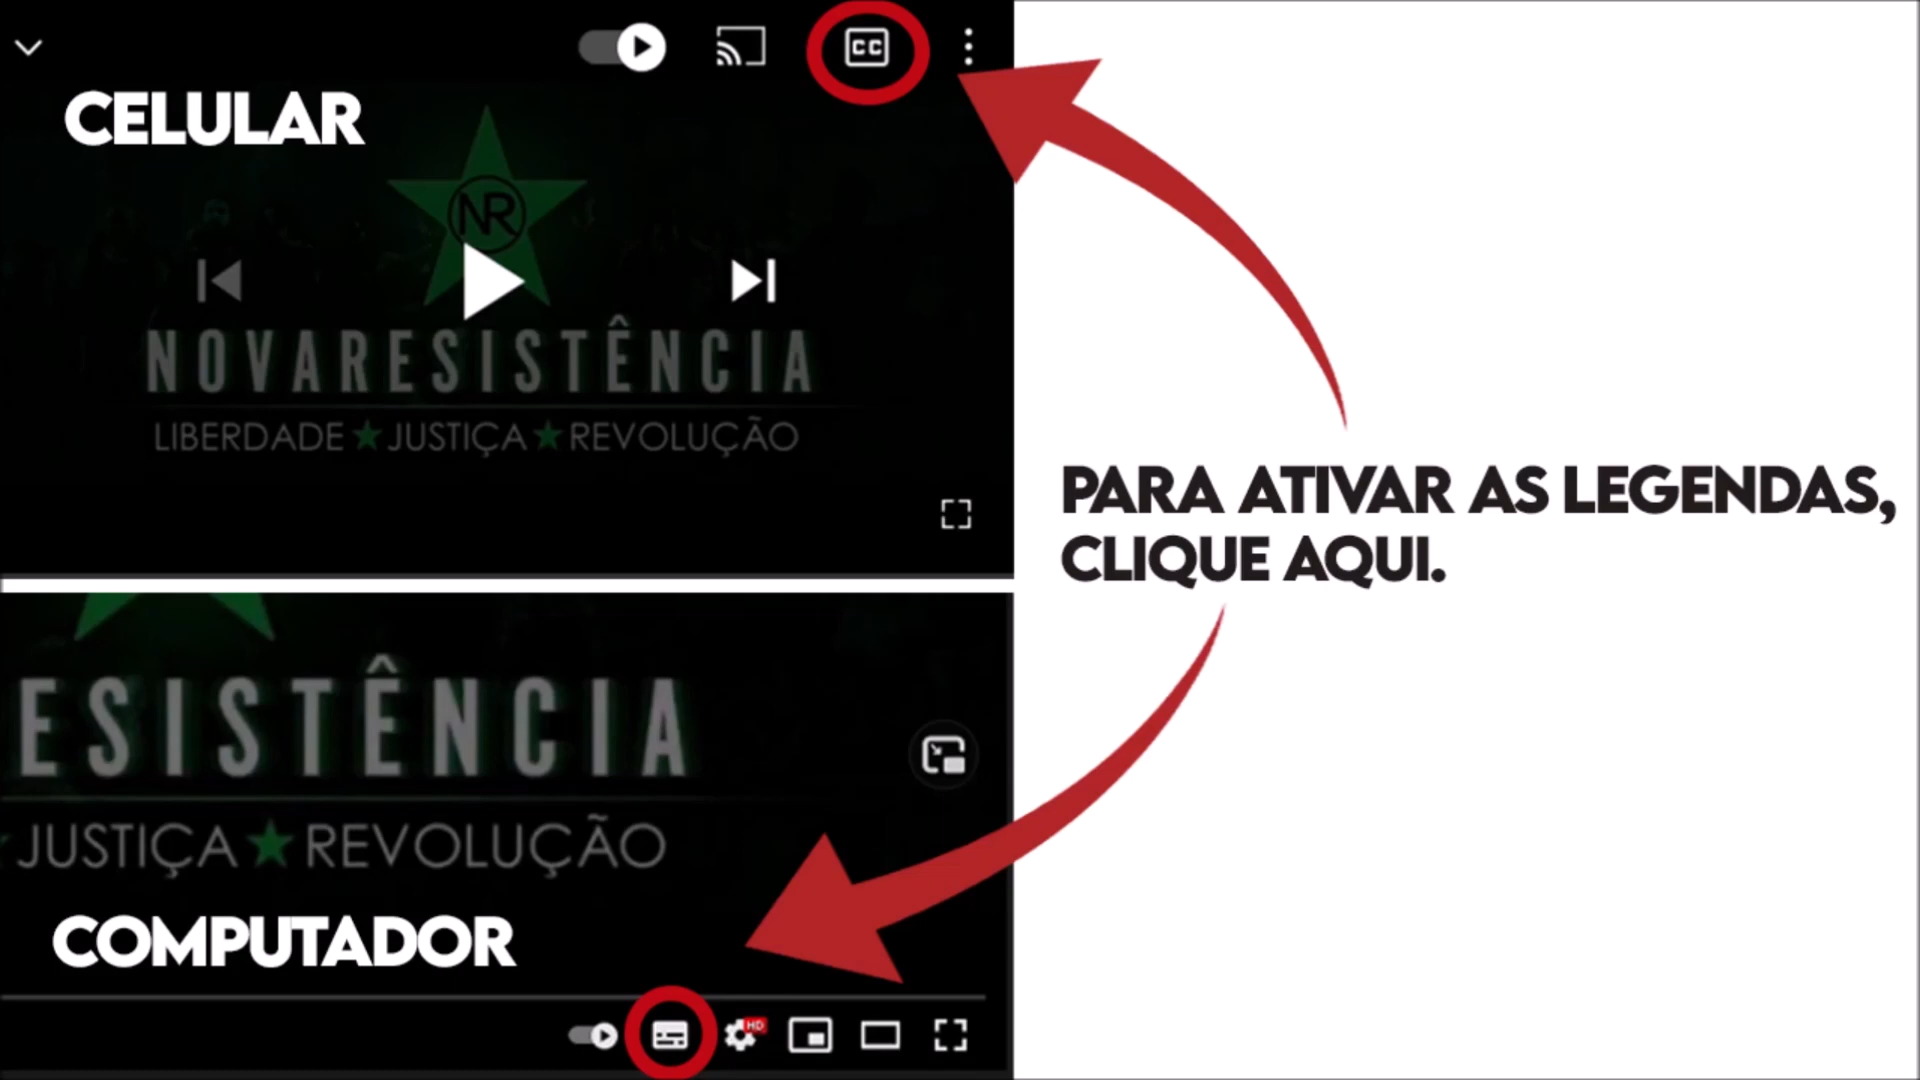 CC
CELULAR
NR
NOVARESISTÊNCIA
LIBERDADE★JUSTIÇA★REVOLUÇÃO
PARA ATIVAR AS LEGENDAS,
CLIQUE AQUI.
ESISTÊNCIA
★JUSTIÇA★REVOLUÇÃO
COMPUTADOR
HD